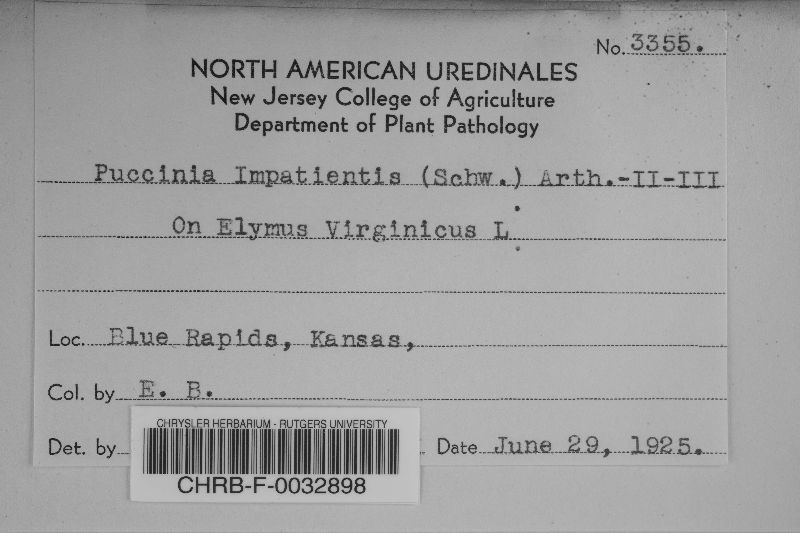 No. 3355.
NORTH AMERICAN UREDINALES
New Jersey College of Agriculture
Department of Plant Pathology
Puccinia Impatientis (Schw.) Arth.-II-III
On Elymus Virginicus L.
Loc. Blue Rapids, Kansas,
Col. by E. B.
Det. by Date June 29, 1925.
CHRYSLER HERBARIUM - RUTGERS UNIVERSITY
CHRB-F-0032898